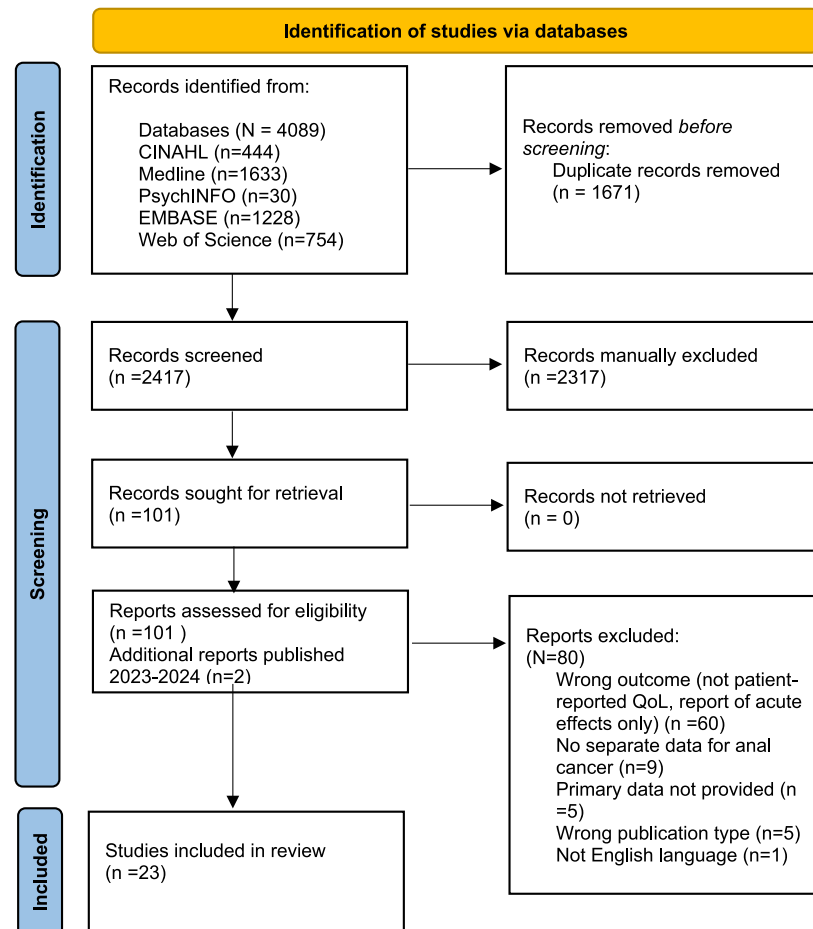 Identification of studies via databases
Identification
Records identified from:
Databases (N = 4089)
CINAHL (n=444)
Medline (n=1633)
PsychINFO (n=30)
EMBASE (n=1228)
Web of Science (n=754)
Records removed before
screening:
Duplicate records removed
(n = 1671)
Screening
Records screened
(n =2417)
Records manually excluded
(n =2317)
Records sought for retrieval
(n =101)
Records not retrieved
(n = 0)
Reports assessed for eligibility
(n =101 )
Additional reports published
2023-2024 (n=2)
Reports excluded:
(N=80)
Wrong outcome (not patient-
reported QoL, report of acute
effects only) (n =60)
No separate data for anal
cancer (n=9)
Primary data not provided (n
=5)
Wrong publication type (n=5)
Not English language (n=1)
Included
Studies included in review
(n =23)